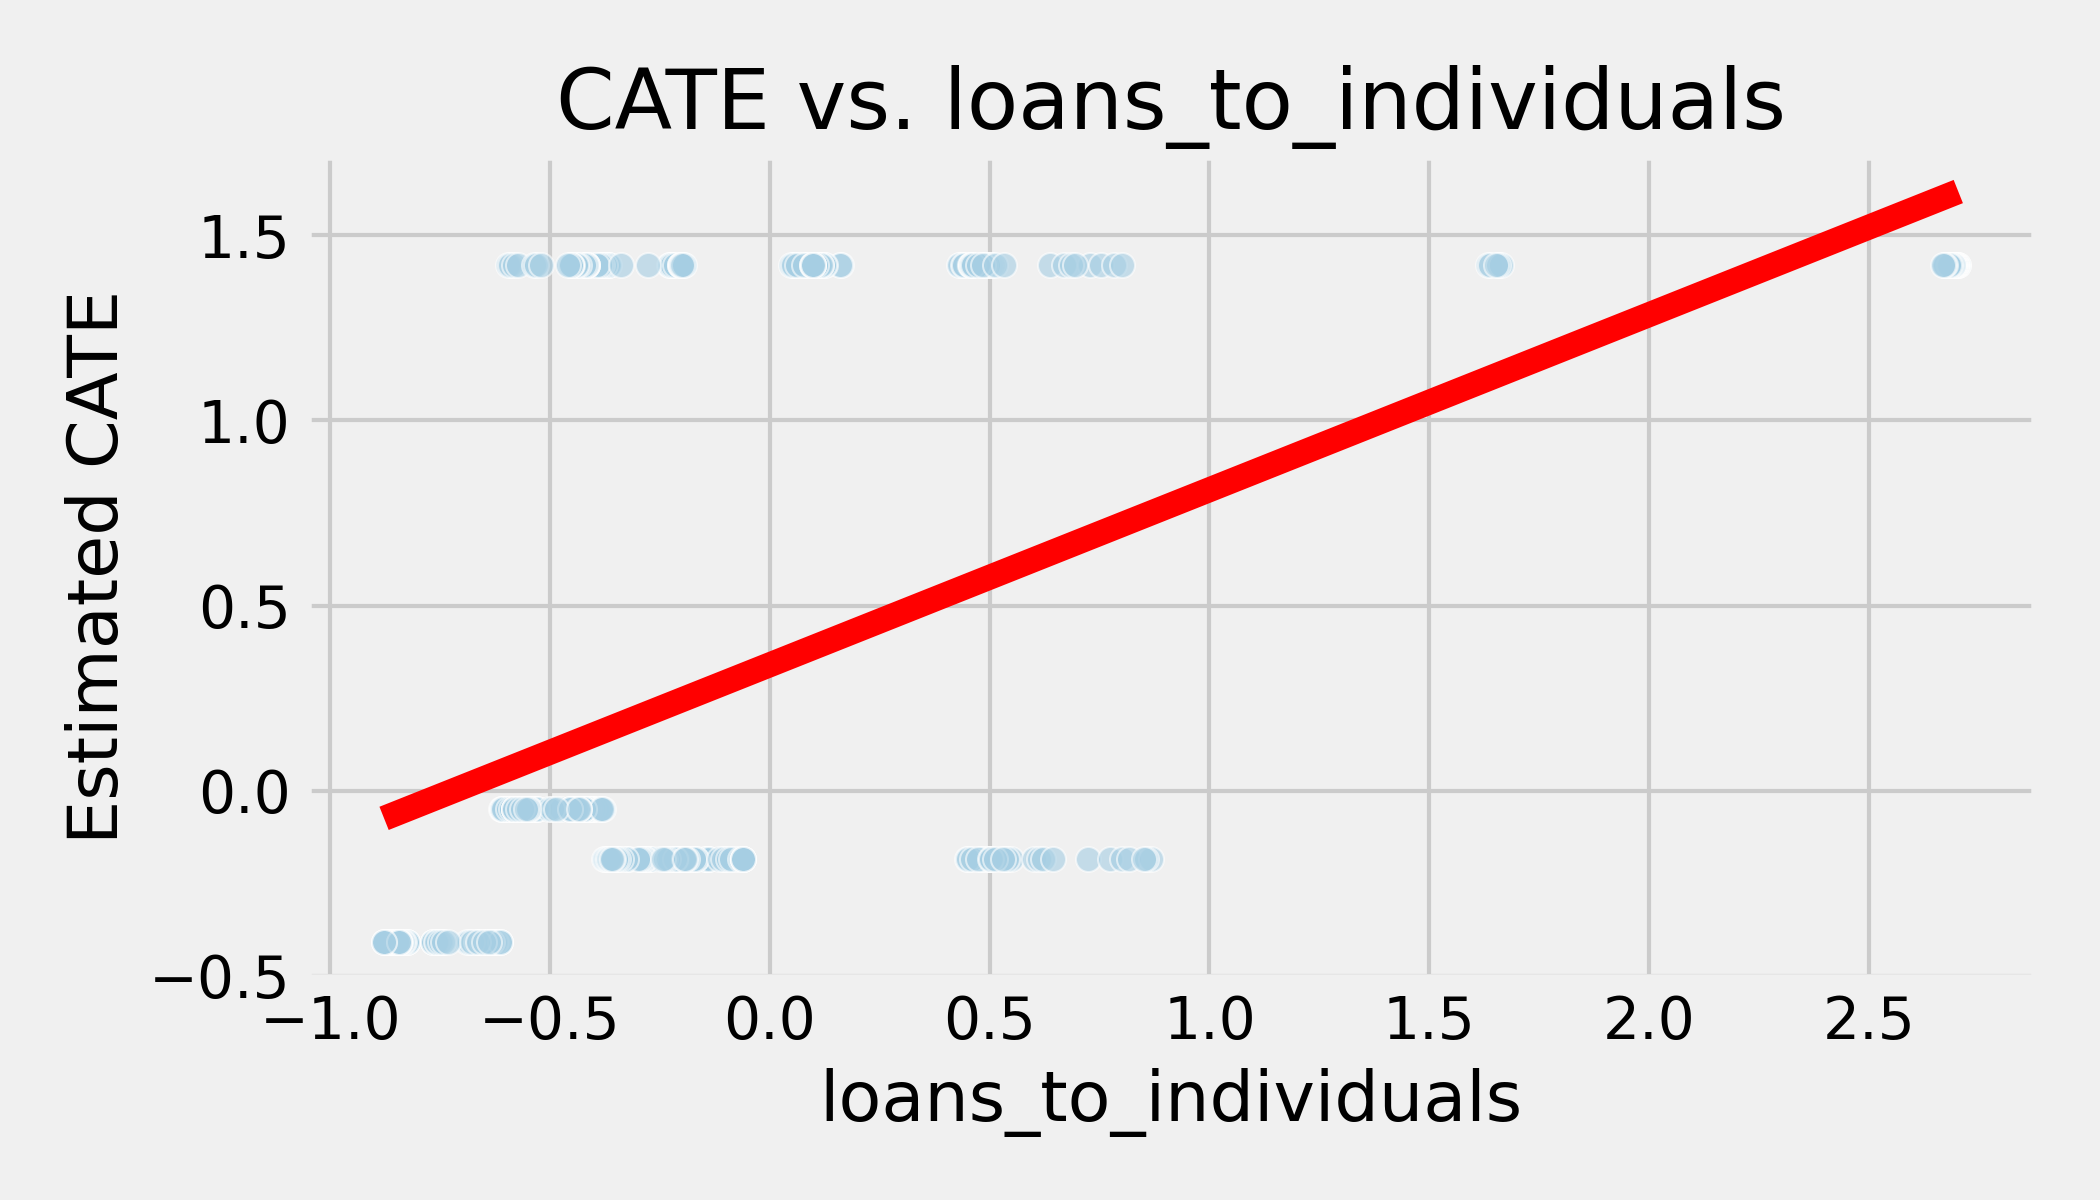 CATE vs. loans_to_individuals
Estimated CATE
1.5
1.0
0.5
0.0
−0.5
−1.0 −0.5 0.0 0.5 1.0 1.5 2.0 2.5
loans_to_individuals